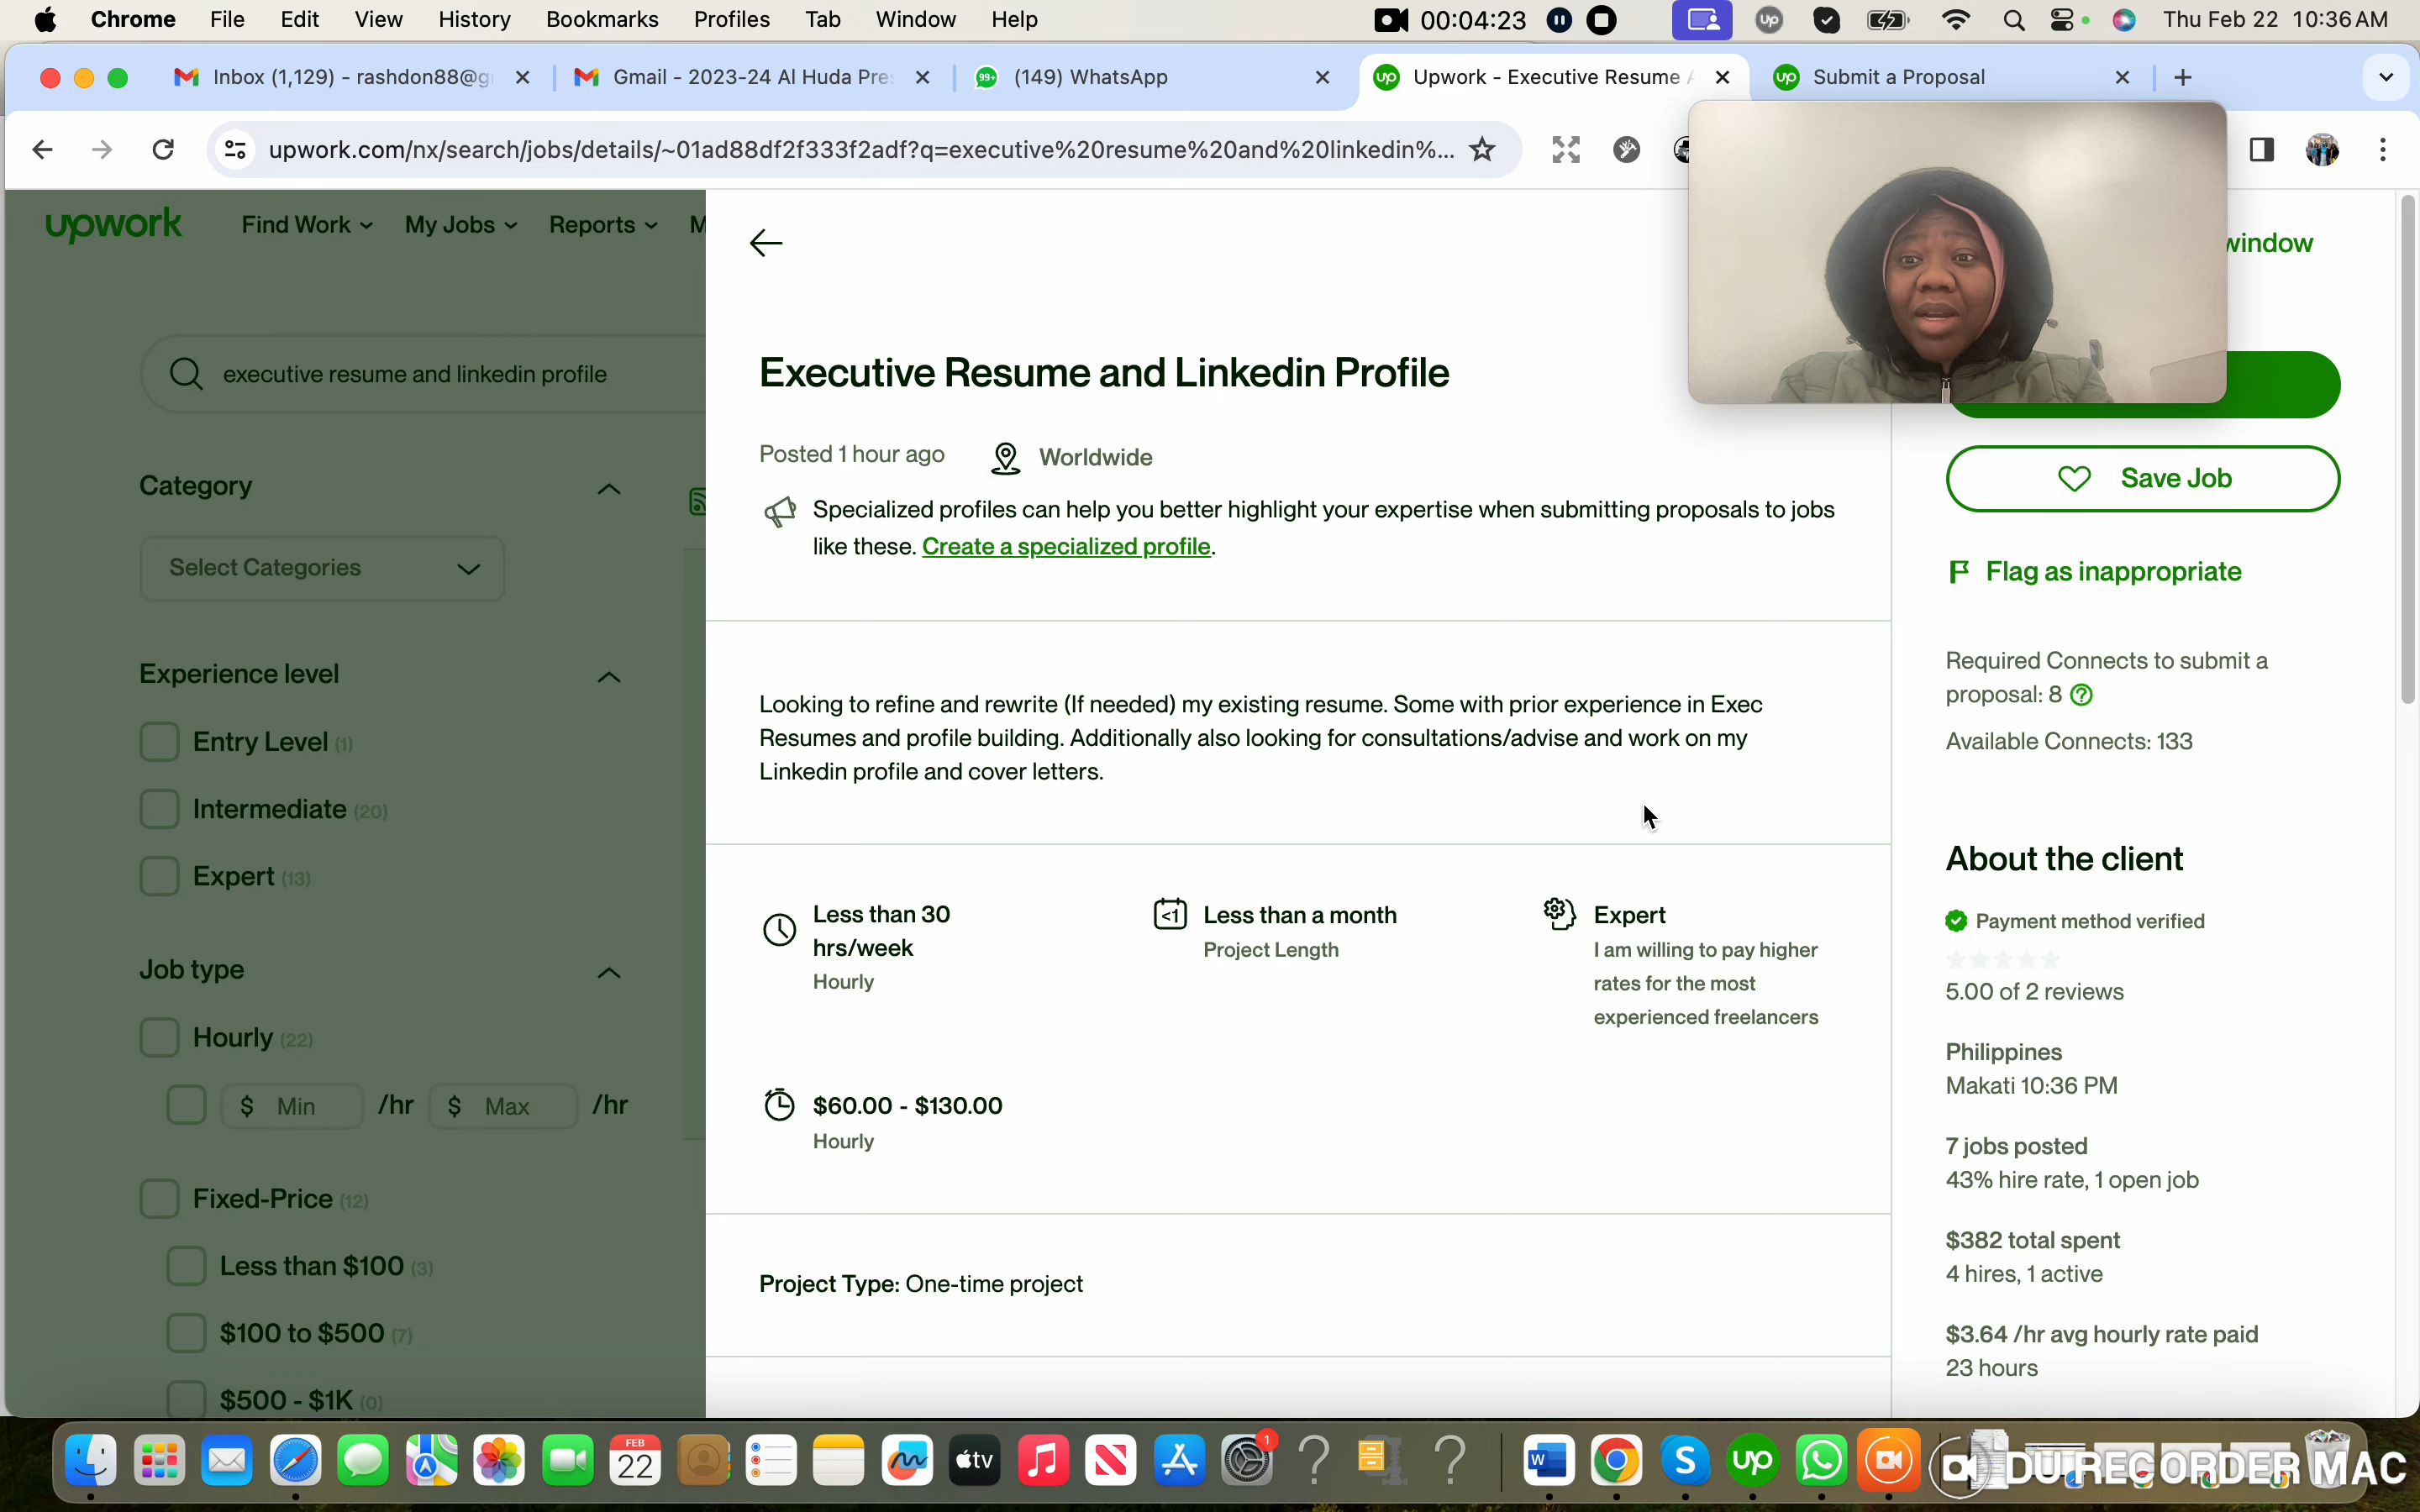 Chrome File Edit View History Bookmarks Profiles Tab Window Help 00:04:23 Thu Feb 22 10:36 AM
Inbox (1,129) - rashdon88@g Gmail - 2023-24 Al Huda Pre (149) WhatsApp Upwork - Executive Resume Submit a Proposal
upwork.com/nx/search/jobs/details/~01ad88df2f333f2adf?q=executive%20resume%20and%20linkedin%...
upwork Find Work My Jobs Reports M
window
executive resume and linkedin profile
Category
Select Categories
Experience level
Entry Level (1)
Intermediate (20)
Expert (13)
Job type
Hourly (22)
$ Min /hr $ Max /hr
Fixed-Price (12)
Less than $100 (3)
$100 to $500 (7)
$500 - $1K (0)
Executive Resume and Linkedin Profile
Posted 1 hour ago Worldwide
Specialized profiles can help you better highlight your expertise when submitting proposals to jobs
like these. Create a specialized profile.
Looking to refine and rewrite (If needed) my existing resume. Some with prior experience in Exec
Resumes and profile building. Additionally also looking for consultations/advise and work on my
Linkedin profile and cover letters.
Less than 30
hrs/week
Hourly
<1
Less than a month
Project Length
Expert
I am willing to pay higher
rates for the most
experienced freelancers
$60.00 - $130.00
Hourly
Project Type: One-time project
Save Job
Flag as inappropriate
Required Connects to submit a
proposal: 8
Available Connects: 133
About the client
Payment method verified
5.00 of 2 reviews
Philippines
Makati 10:36 PM
7 jobs posted
43% hire rate, 1 open job
$382 total spent
4 hires, 1 active
$3.64 /hr avg hourly rate paid
23 hours
FEB
22
tv
1
W
S
up
DU RECORDER MAC